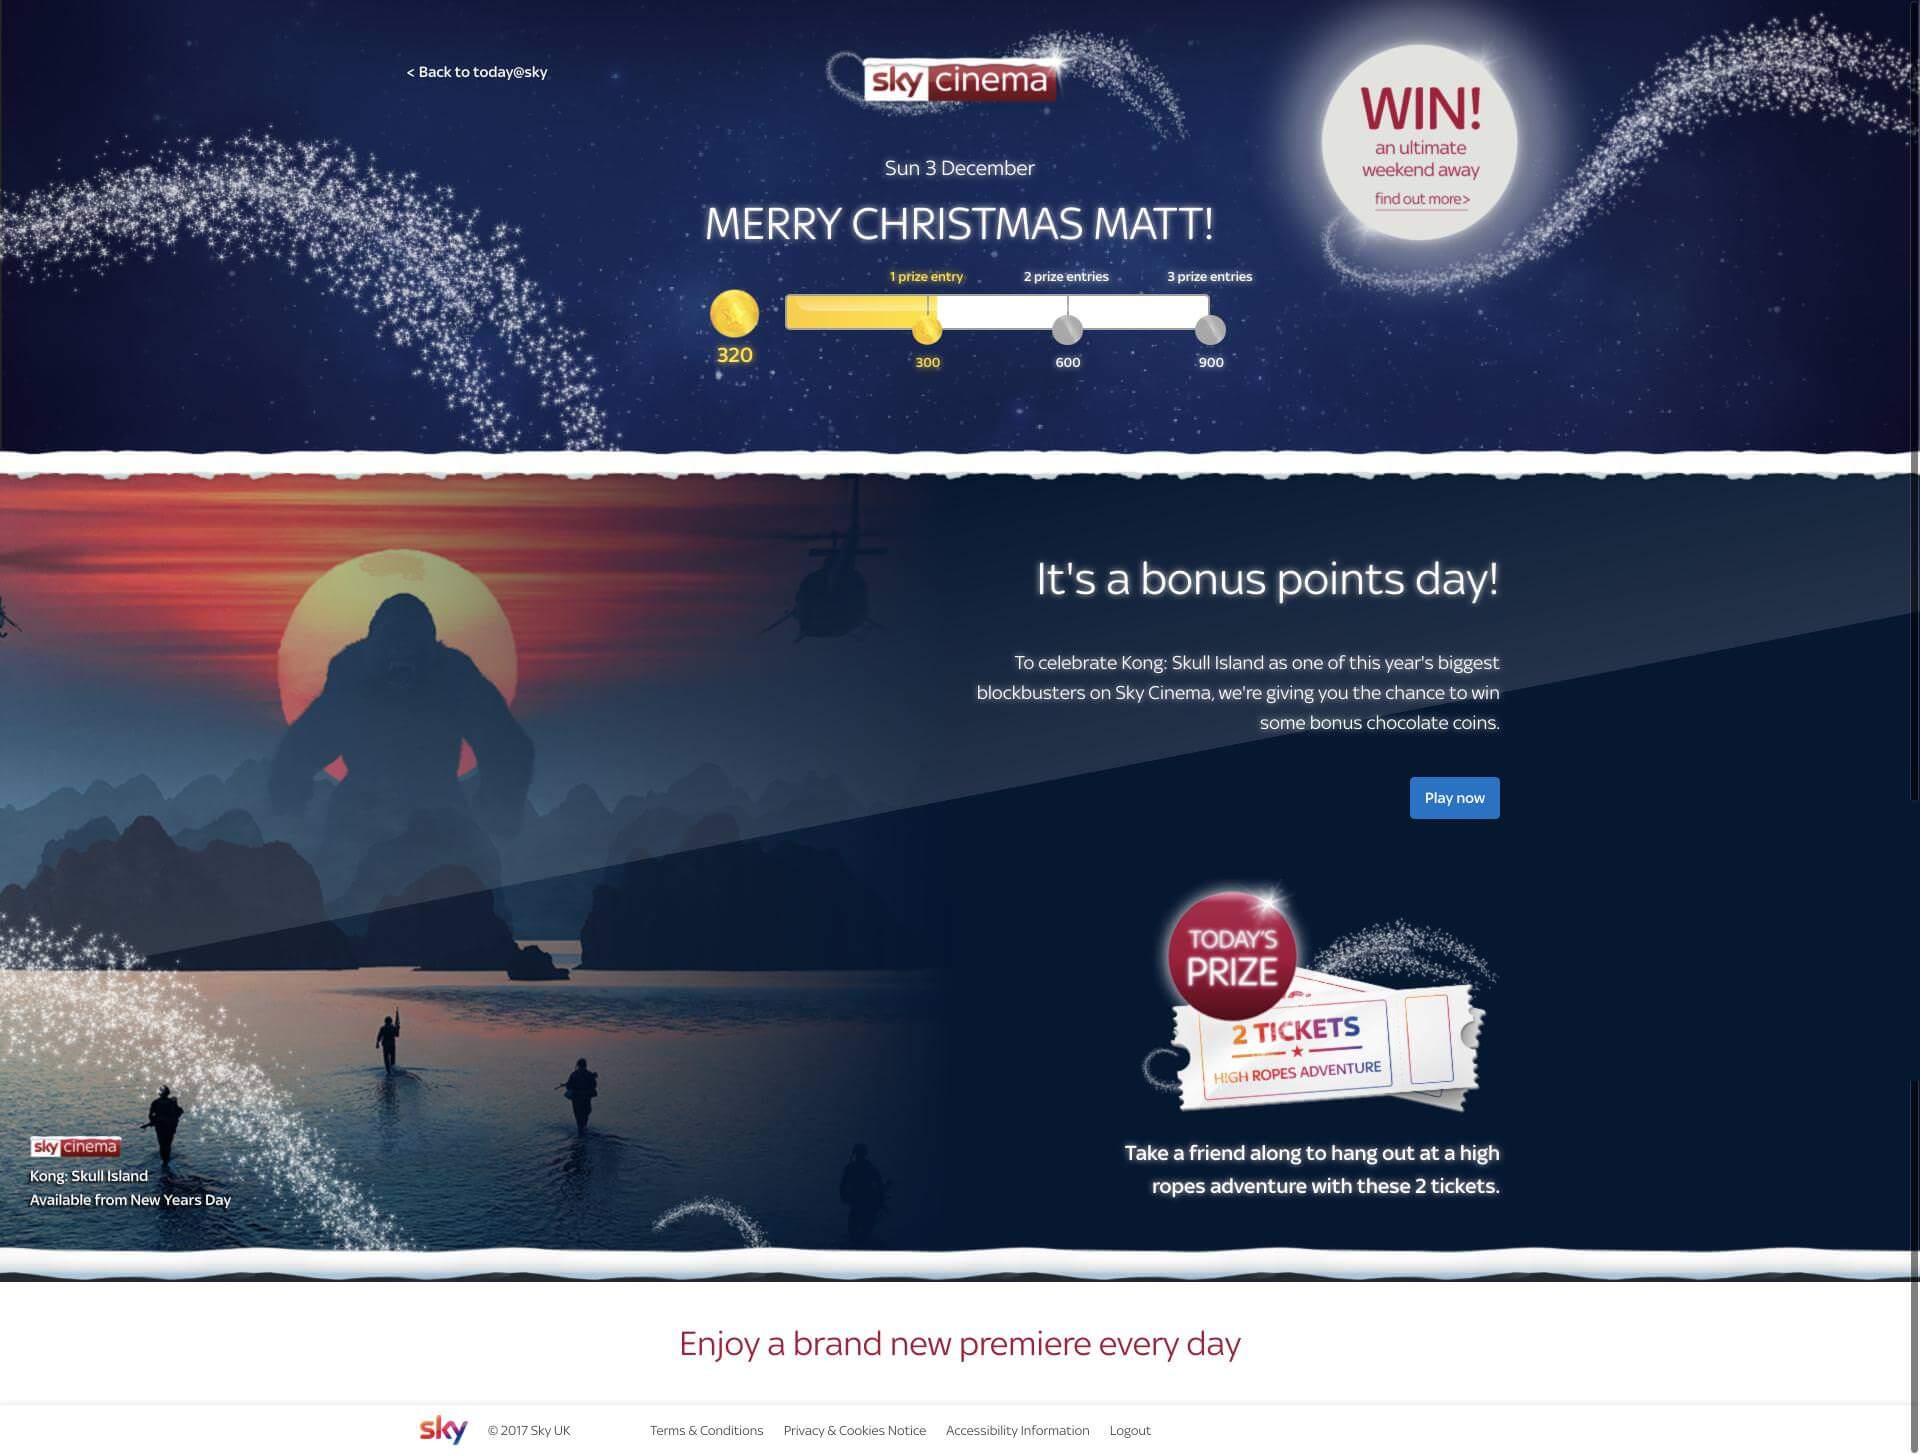 < Back to today@sky
sky cinema
WIN!
an ultimate
weekend away
find out more>
Sun 3 December
MERRY CHRISTMAS MATT!
1 prize entry
2 prize entries
3 prize entries
320
300
600
900
It's a bonus points day!
To celebrate Kong: Skull Island as one of this year's biggest
blockbusters on Sky Cinema, we're giving you the chance to win
some bonus chocolate coins.
Play now
TODAY'S
PRIZE
2 TICKETS
HIGH ROPES ADVENTURE
Take a friend along to hang out at a high
ropes adventure with these 2 tickets.
sky cinema
Kong: Skull Island
Available from New Years Day
Enjoy a brand new premiere every day
sky
© 2017 Sky UK
Terms & Conditions
Privacy & Cookies Notice
Accessibility Information
Logout